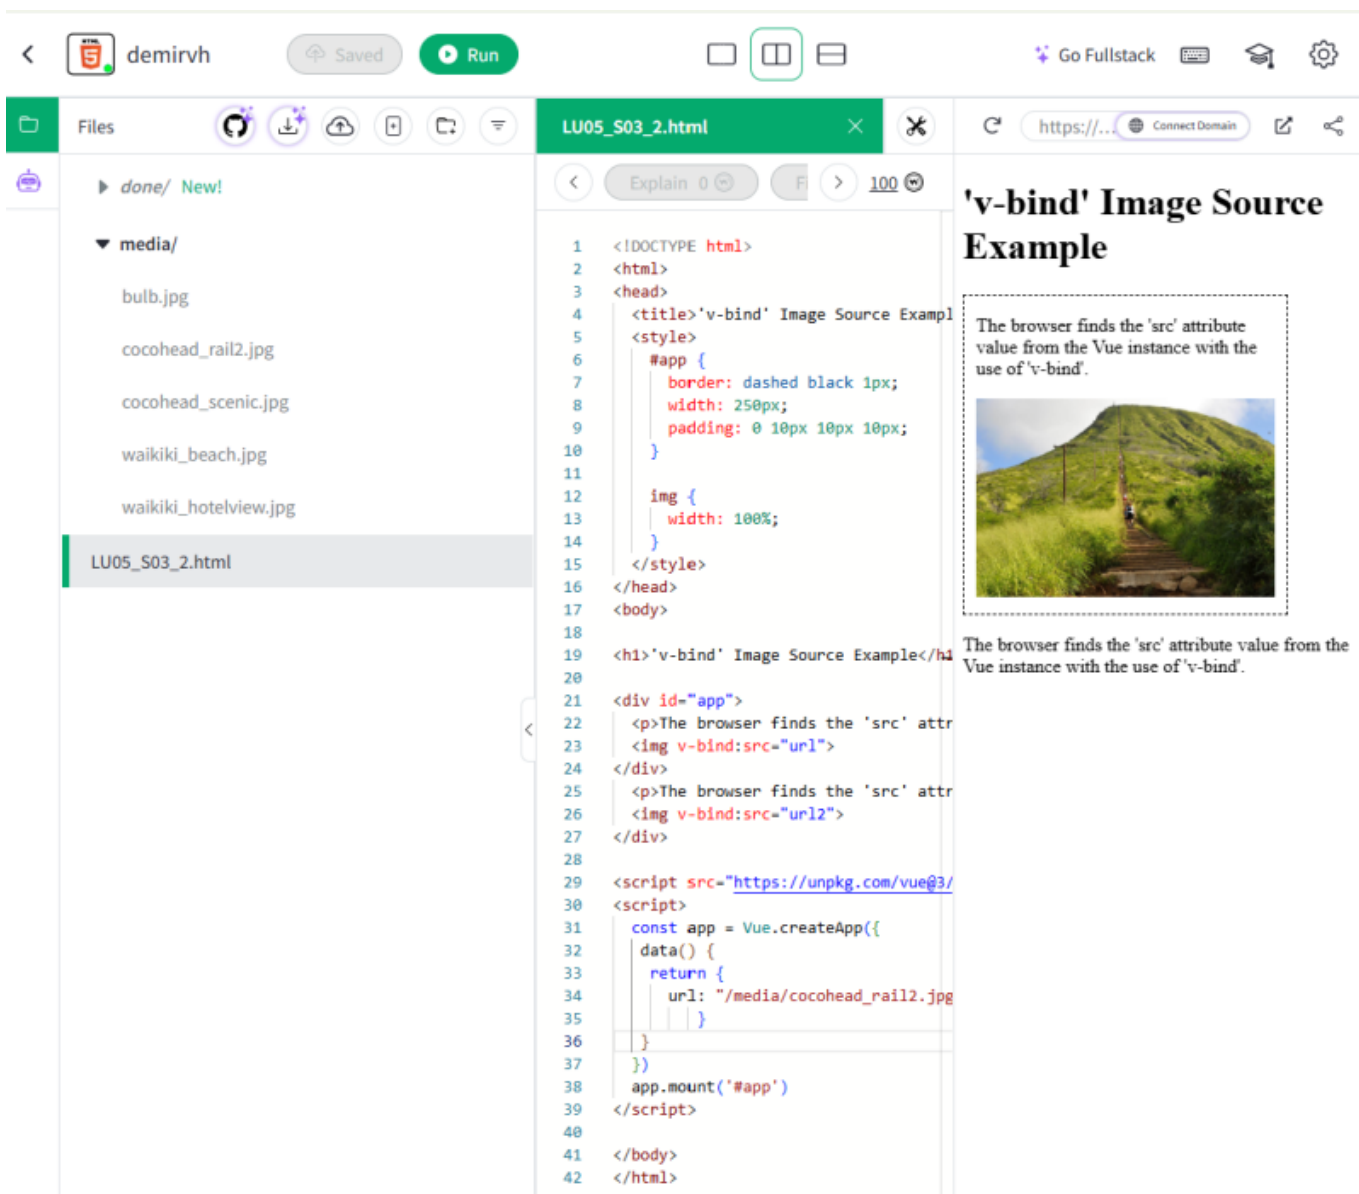 demirvh
Saved
Run
Go Fullstack
Files
LU05_S03_2.html
https://...
Connect Domain
done/ New!
media/
bulb.jpg
cocohead_rail2.jpg
cocohead_scenic.jpg
waikiki_beach.jpg
waikiki_hotelview.jpg
LU05_S03_2.html
Explain 0
100
1 <!DOCTYPE html>
2 <html>
3 <head>
4 <title>'v-bind' Image Source Exampl
5 <style>
6 #app {
7 border: dashed black 1px;
8 width: 250px;
9 padding: 0 10px 10px 10px;
10 }
11
12 img {
13 width: 100%;
14 }
15 </style>
16 </head>
17 <body>
18
19 <h1>'v-bind' Image Source Example</h1
20
21 <div id="app">
22 <p>The browser finds the 'src' attr
23 <img v-bind:src="url">
24 </div>
25 <p>The browser finds the 'src' attr
26 <img v-bind:src="url2">
27 </div>
28
29 <script src="https://unpkg.com/vue@3/
30 <script>
31 const app = Vue.createApp({
32 data() {
33 return {
34 url: "/media/cocohead_rail2.jpg
35 }
36 }
37 })
38 app.mount('#app')
39 </script>
40
41 </body>
42 </html>
'v-bind' Image Source
Example
The browser finds the 'src' attribute
value from the Vue instance with the
use of 'v-bind'.
The browser finds the 'src' attribute value from the
Vue instance with the use of 'v-bind'.